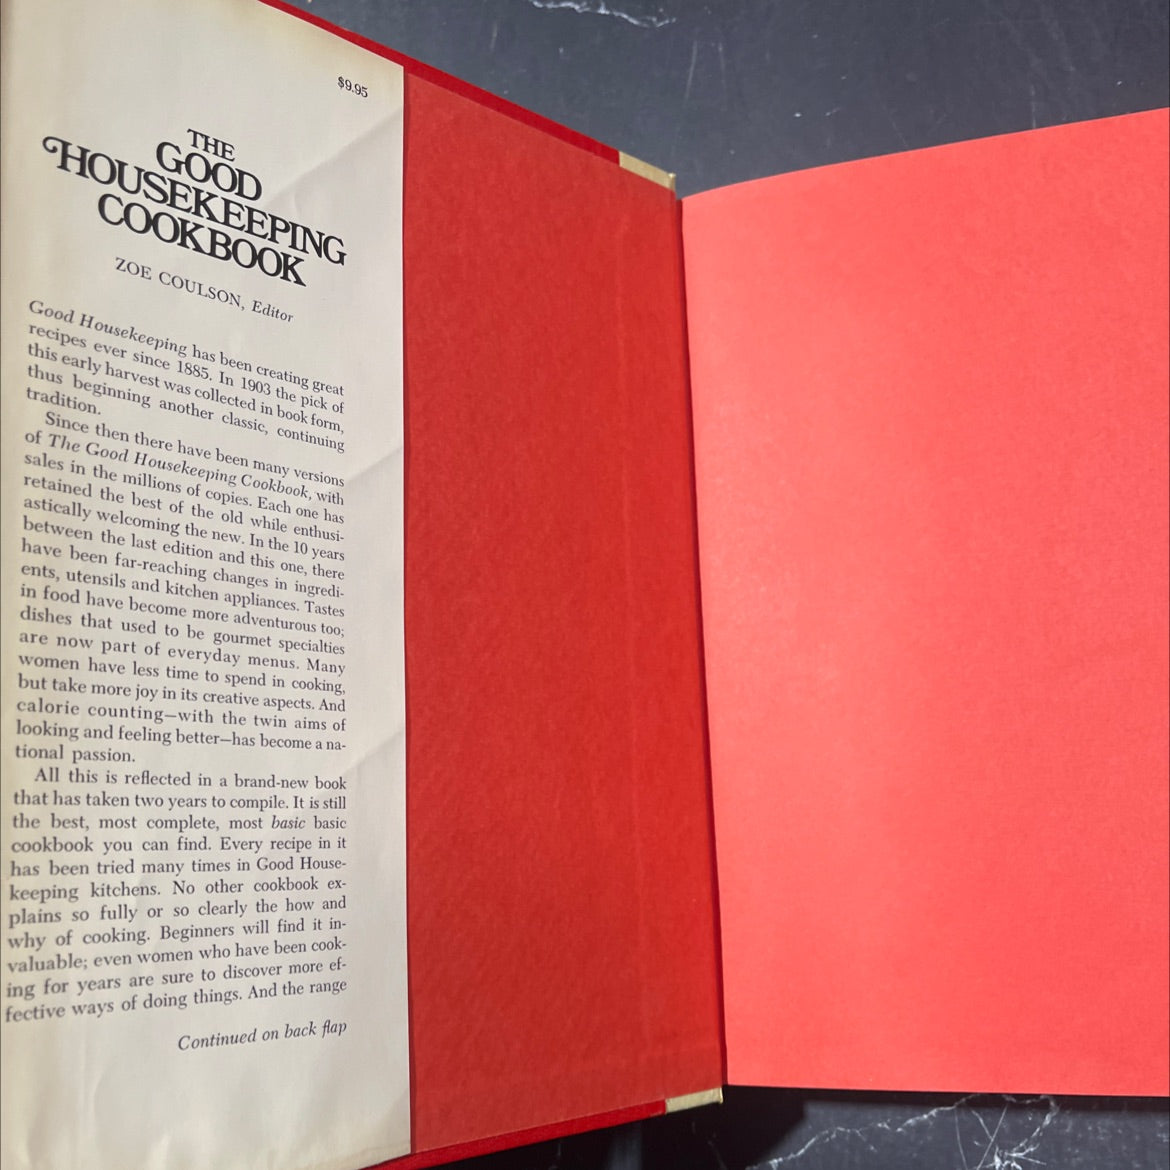 $9.95
THE
GOOD
HOUSEKEEPING
COOKBOOK
ZOE COULSON, Editor
Good Housekeeping has been creating great
recipes ever since 1885. In 1903 the pick of
this early harvest was collected in book form,
thus beginning another classic, continuing
tradition.
Since then there have been many versions
of The Good Housekeeping Cookbook, with
sales in the millions of copies. Each one has
retained the best of the old while enthusi-
astically welcoming the new. In the 10 years
between the last edition and this one, there
have been far-reaching changes in ingredi-
ents, utensils and kitchen appliances. Tastes
in food have become more adventurous too;
dishes that used to be gourmet specialties
are now part of everyday menus. Many
women have less time to spend in cooking,
but take more joy in its creative aspects. And
calorie counting—with the twin aims of
looking and feeling better—has become a na-
tional passion.
All this is reflected in a brand-new book
that has taken two years to compile. It is still
the best, most complete, most basic basic
cookbook you can find. Every recipe in it
has been tried many times in Good House-
keeping kitchens. No other cookbook ex-
plains so fully or so clearly the how and
why of cooking. Beginners will find it in-
valuable; even women who have been cook-
ing for years are sure to discover more ef-
fective ways of doing things. And the range
Continued on back flap